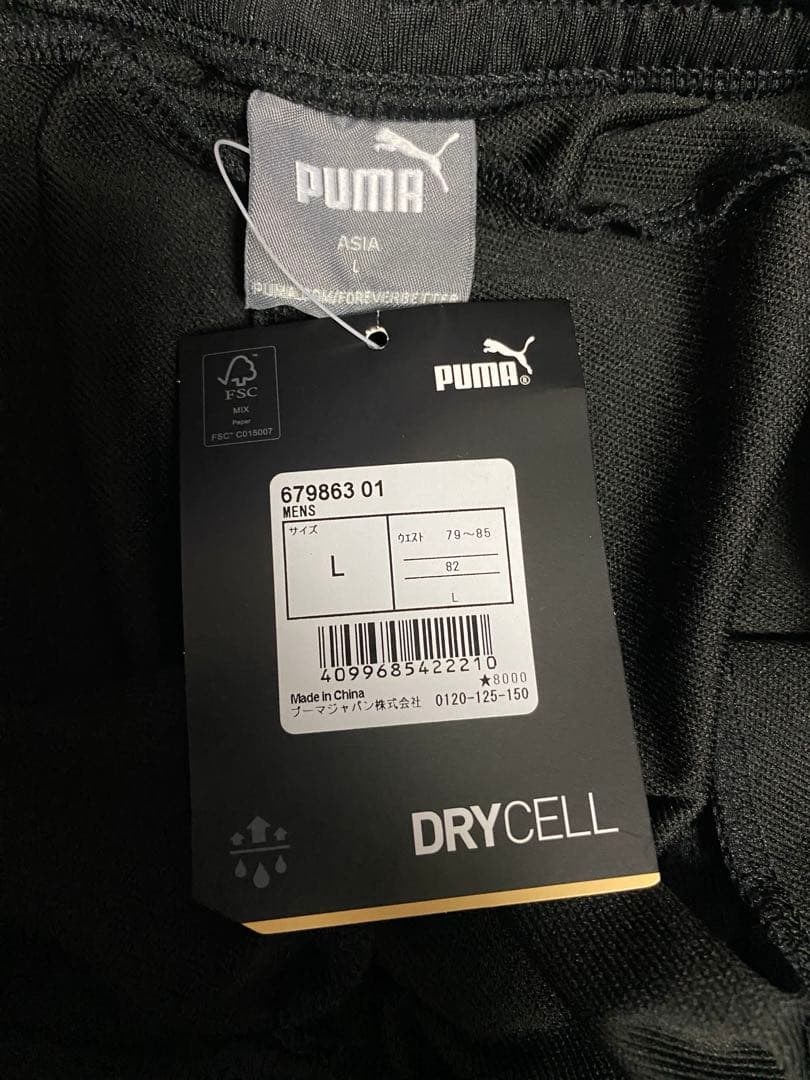 PUMA
ASIA
L
PUMA.COM/FOREVERBETTER
FSC™
MIX
Paper
FSC™ C015007
PUMA®
679863 01
MENS
サイズ
L
ウエスト 79~85
82
L
4099685422210
★8000
Made in China
プーマジャパン株式会社 0120-125-150
DRYCELL